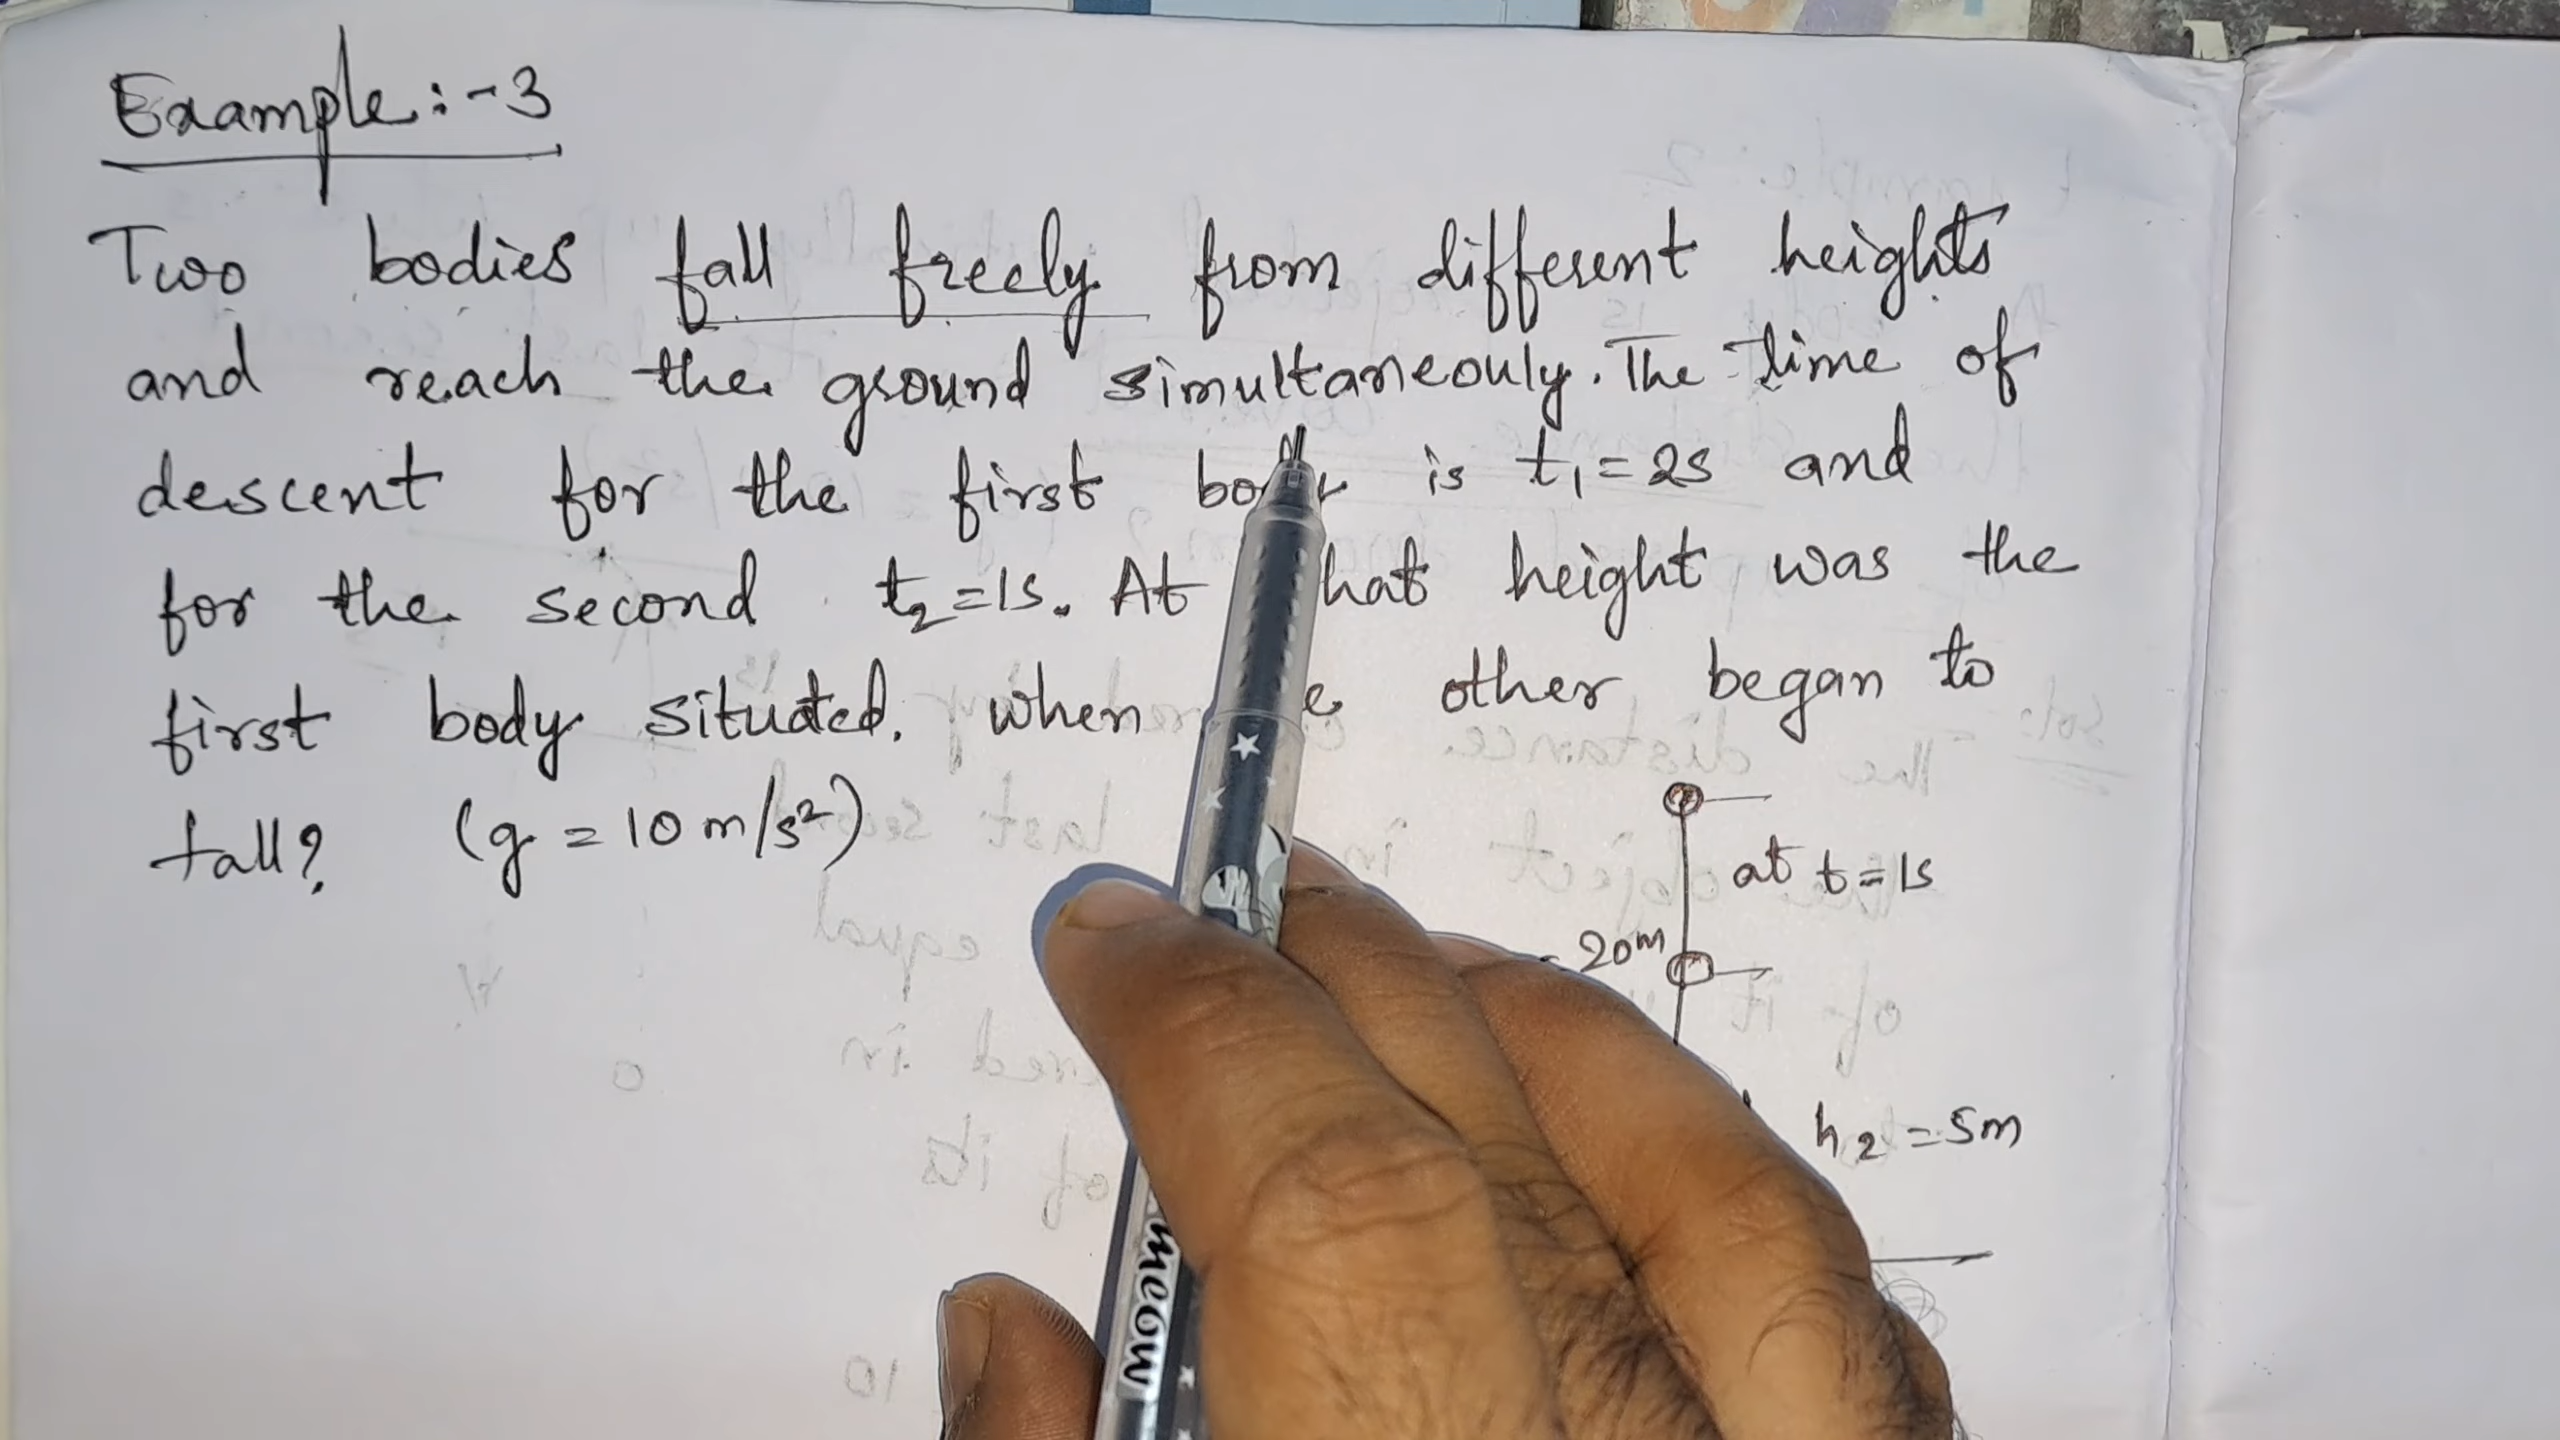 Example:-3
Two bodies fall freely from different heights
and reach the ground simultaneouly. The time of
descent for the first body is t₁=2s and
for the second t₂=1s. At hat height was the
first body situated. when e other began to
fall? (g = 10 m/s²)
at t=1s
20m
h₂=5m
meow